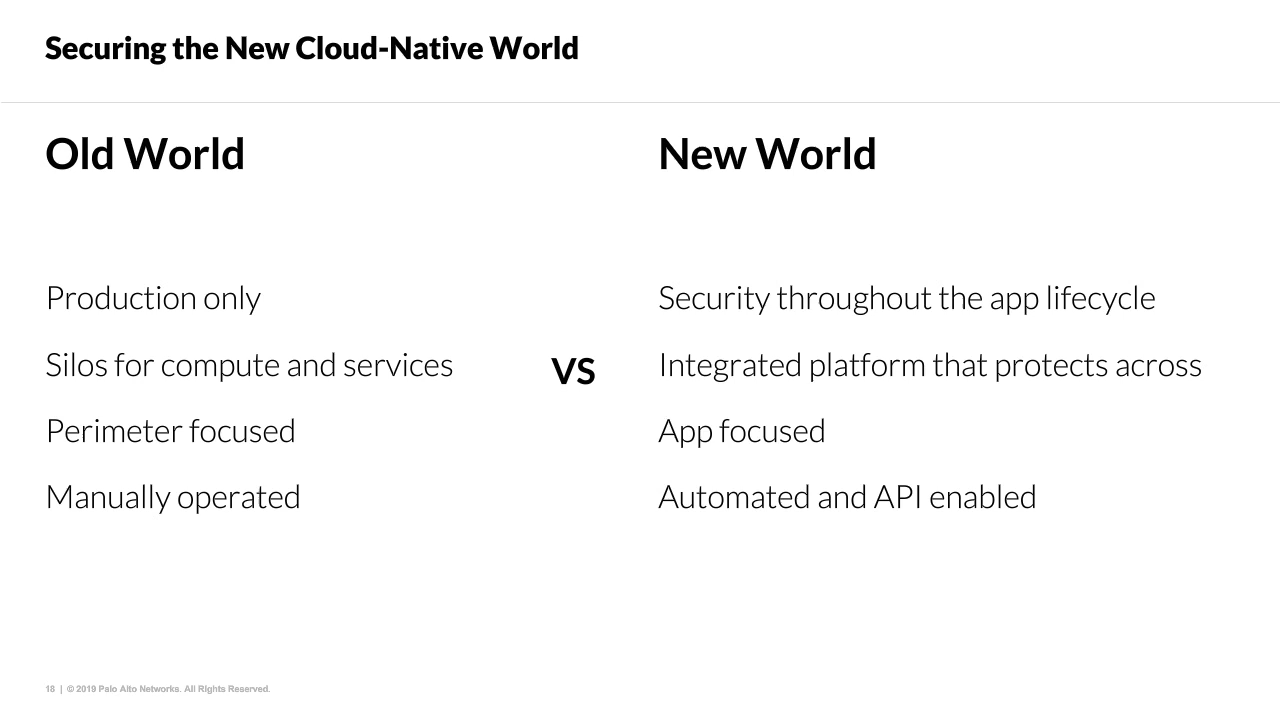 Securing the New Cloud-Native World
Old World
Production only
Silos for compute and services
Perimeter focused
Manually operated
VS
New World
Security throughout the app lifecycle
Integrated platform that protects across
App focused
Automated and API enabled
18 | © 2019 Palo Alto Networks. All Rights Reserved.